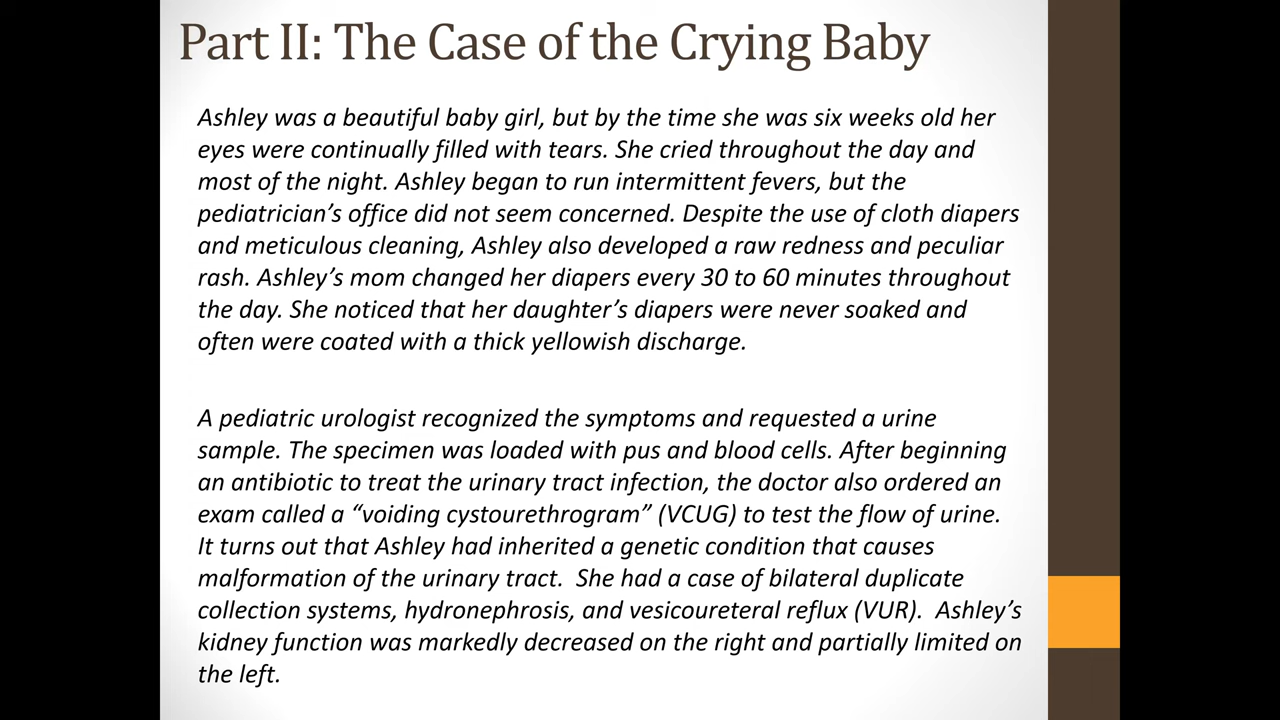 Part II: The Case of the Crying Baby
Ashley was a beautiful baby girl, but by the time she was six weeks old her
eyes were continually filled with tears. She cried throughout the day and
most of the night. Ashley began to run intermittent fevers, but the
pediatrician’s office did not seem concerned. Despite the use of cloth diapers
and meticulous cleaning, Ashley also developed a raw redness and peculiar
rash. Ashley’s mom changed her diapers every 30 to 60 minutes throughout
the day. She noticed that her daughter’s diapers were never soaked and
often were coated with a thick yellowish discharge.
A pediatric urologist recognized the symptoms and requested a urine
sample. The specimen was loaded with pus and blood cells. After beginning
an antibiotic to treat the urinary tract infection, the doctor also ordered an
exam called a “voiding cystourethrogram” (VCUG) to test the flow of urine.
It turns out that Ashley had inherited a genetic condition that causes
malformation of the urinary tract.  She had a case of bilateral duplicate
collection systems, hydronephrosis, and vesicoureteral reflux (VUR).  Ashley’s
kidney function was markedly decreased on the right and partially limited on
the left.